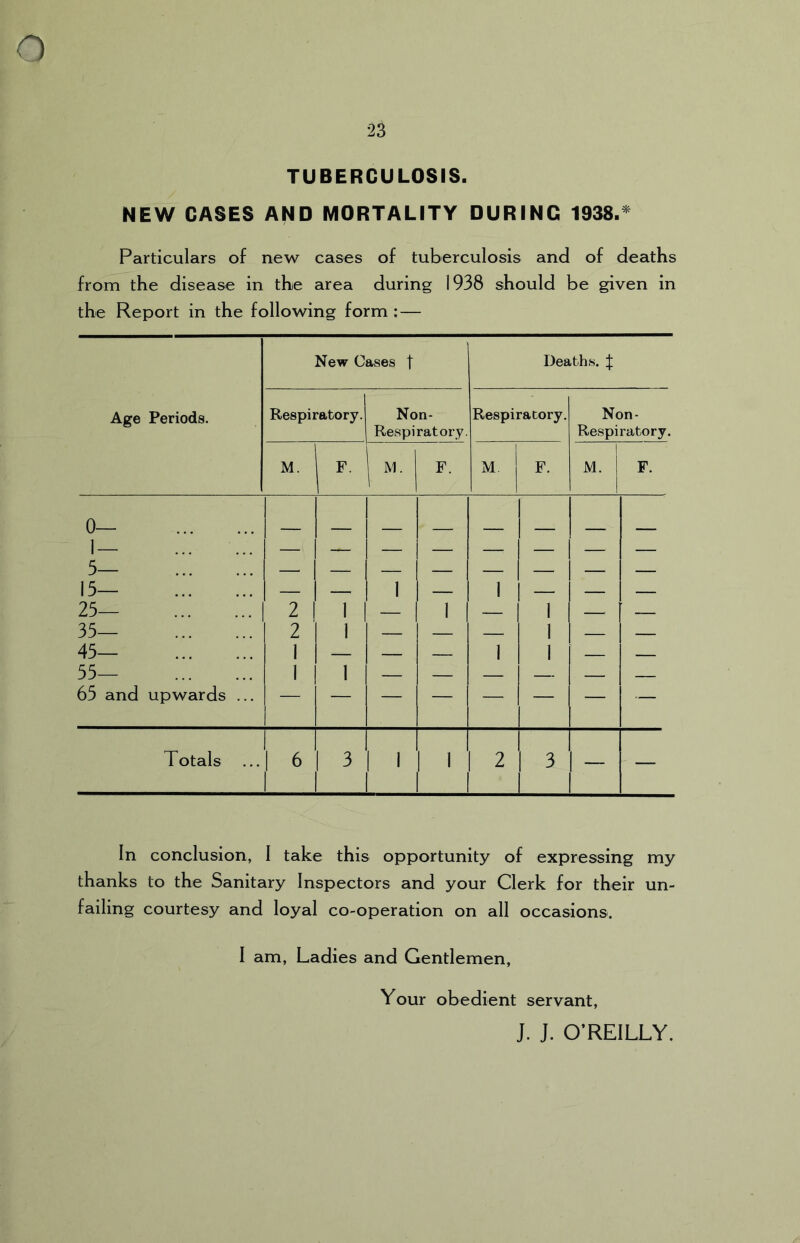 23
TUBERCULOSIS.
NEW CASES AND MORTALITY DURING 1938.*
Particulars of new cases of tuberculosis and of deaths
from the disease in the area during 1938 should be given in
the Report in the following form :—
Age Periods. New Cases † Deaths. ‡
Respiratory. Non-Respiratory. Respiratory. Non-Respiratory.
M. F. M. F. M. F. M. F.
0— ... ... — — — — — — — —
1— ... ... — — — — — — — —
5— ... ... — — — — — — — —
15— ... ... — — 1 — 1 — — —
25— ... ... 2 1 — 1 — 1 — —
35— ... ... 2 1 — — — 1 — —
45— ... ... 1 — — — 1 1 — —
55— ... ... 1 1 — — — — — —
65 and upwards ... — — — — — — — —
Totals ... 6 3 1 1 2 3 — —
In conclusion, I take this opportunity of expressing my
thanks to the Sanitary Inspectors and your Clerk for their un-
failing courtesy and loyal co-operation on all occasions.
I am, Ladies and Gentlemen,
Your obedient servant,
J. J. O'REILLY.